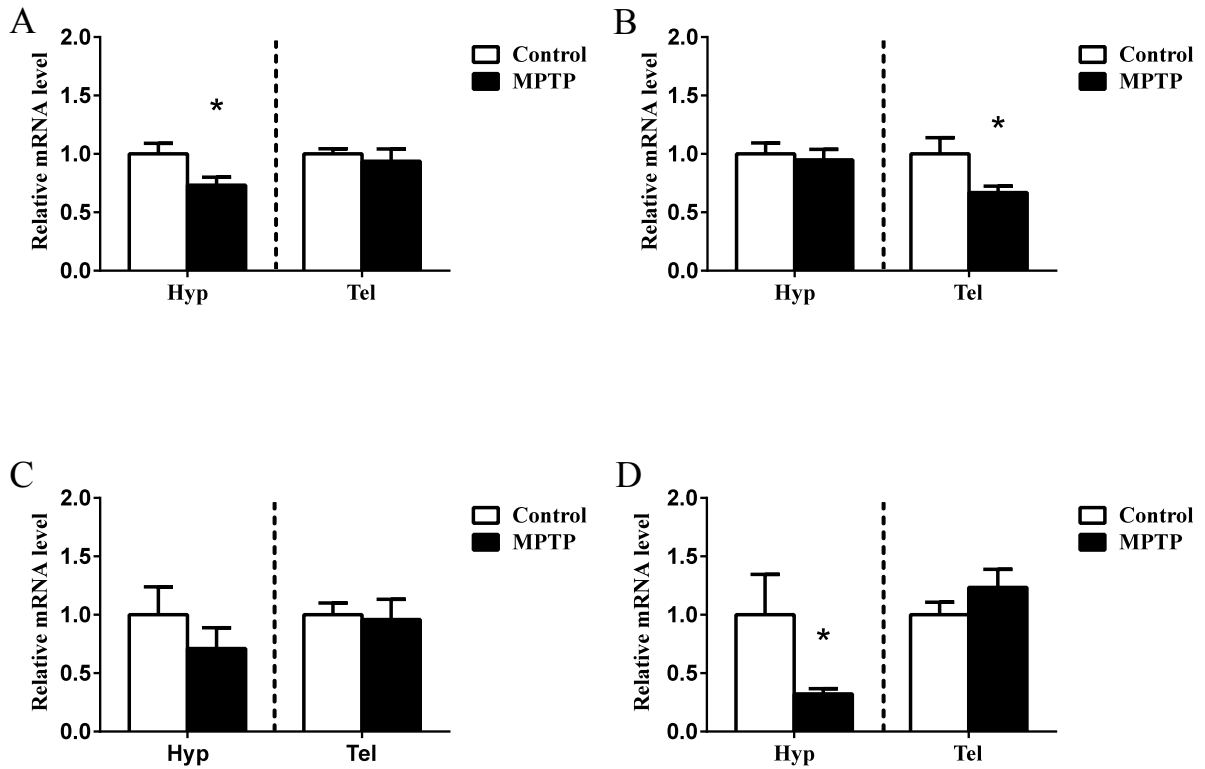 A
Relative mRNA level
2.0
1.5
1.0
0.5
0.0
*
Hyp
Tel
Control
MPTP
B
Relative mRNA level
2.0
1.5
1.0
0.5
0.0
*
Hyp
Tel
Control
MPTP
C
Relative mRNA level
2.0
1.5
1.0
0.5
0.0
Hyp
Tel
Control
MPTP
D
Relative mRNA level
2.0
1.5
1.0
0.5
0.0
*
Hyp
Tel
Control
MPTP